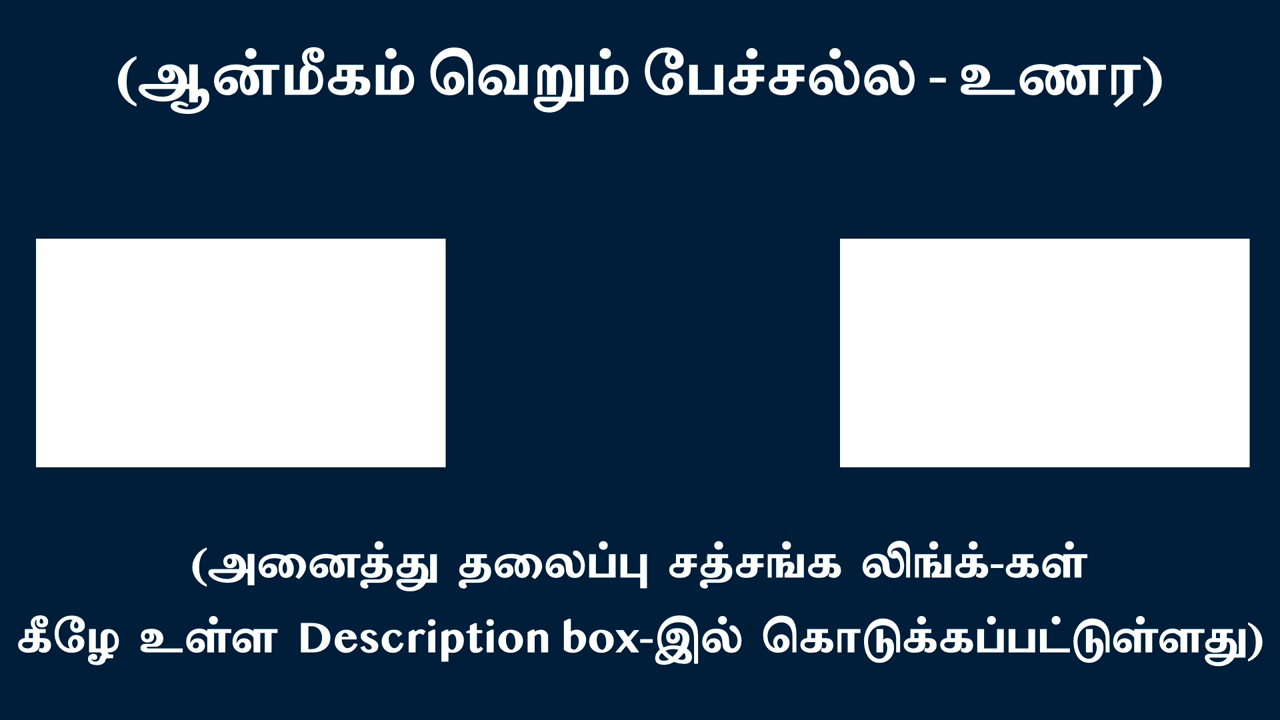 (ஆன்மீகம் வெறும் பேச்சல்ல - உணர)
(அனைத்து தலைப்பு சத்சங்க லிங்க்-கள்
கீழே உள்ள Description box-இல் கொடுக்கப்பட்டுள்ளது)